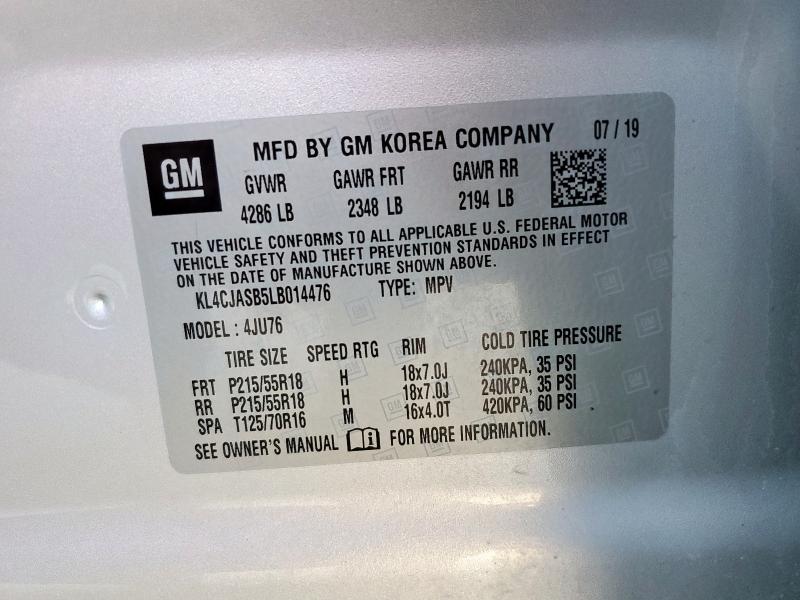 GM MFD BY GM KOREA COMPANY 07 / 19
GVWR GAWR FRT GAWR RR
4286 LB 2348 LB 2194 LB
THIS VEHICLE CONFORMS TO ALL APPLICABLE U.S. FEDERAL MOTOR
VEHICLE SAFETY AND THEFT PREVENTION STANDARDS IN EFFECT
ON THE DATE OF MANUFACTURE SHOWN ABOVE.
KL4CJASB5LB014476 TYPE: MPV
MODEL : 4JU76
TIRE SIZE SPEED RTG RIM COLD TIRE PRESSURE
FRT P215/55R18 H 18x7.0J 240KPA, 35 PSI
RR P215/55R18 H 18x7.0J 240KPA, 35 PSI
SPA T125/70R16 M 16x4.0T 420KPA, 60 PSI
SEE OWNER'S MANUAL FOR MORE INFORMATION.